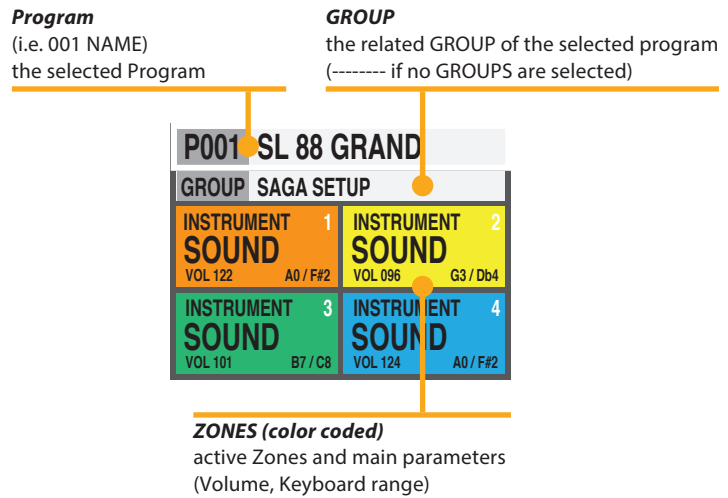 Program
(i.e. 001 NAME)
the selected Program
GROUP
the related GROUP of the selected program
(-------- if no GROUPS are selected)
P001 SL 88 GRAND
GROUP SAGA SETUP
INSTRUMENT 1
SOUND
VOL 122 A0 / F#2
INSTRUMENT 2
SOUND
VOL 096 G3 / Db4
INSTRUMENT 3
SOUND
VOL 101 B7 / C8
INSTRUMENT 4
SOUND
VOL 124 A0 / F#2
ZONES (color coded)
active Zones and main parameters
(Volume, Keyboard range)